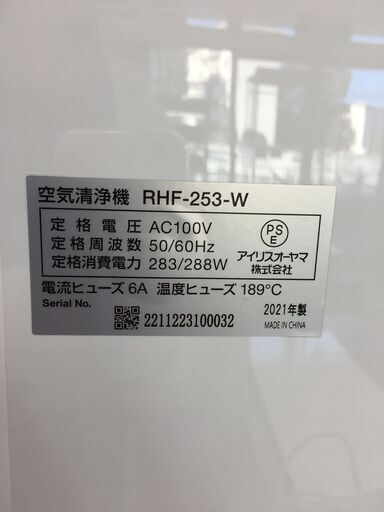 空気清浄機 RHF-253-W
定格電圧 AC100V
定格周波数 50/60Hz
定格消費電力 283/288W
PS
E
アイリスオーヤマ
株式会社
電流ヒューズ 6A 温度ヒューズ 189℃
Serial No.
2211223100032
2021年製
MADE IN CHINA